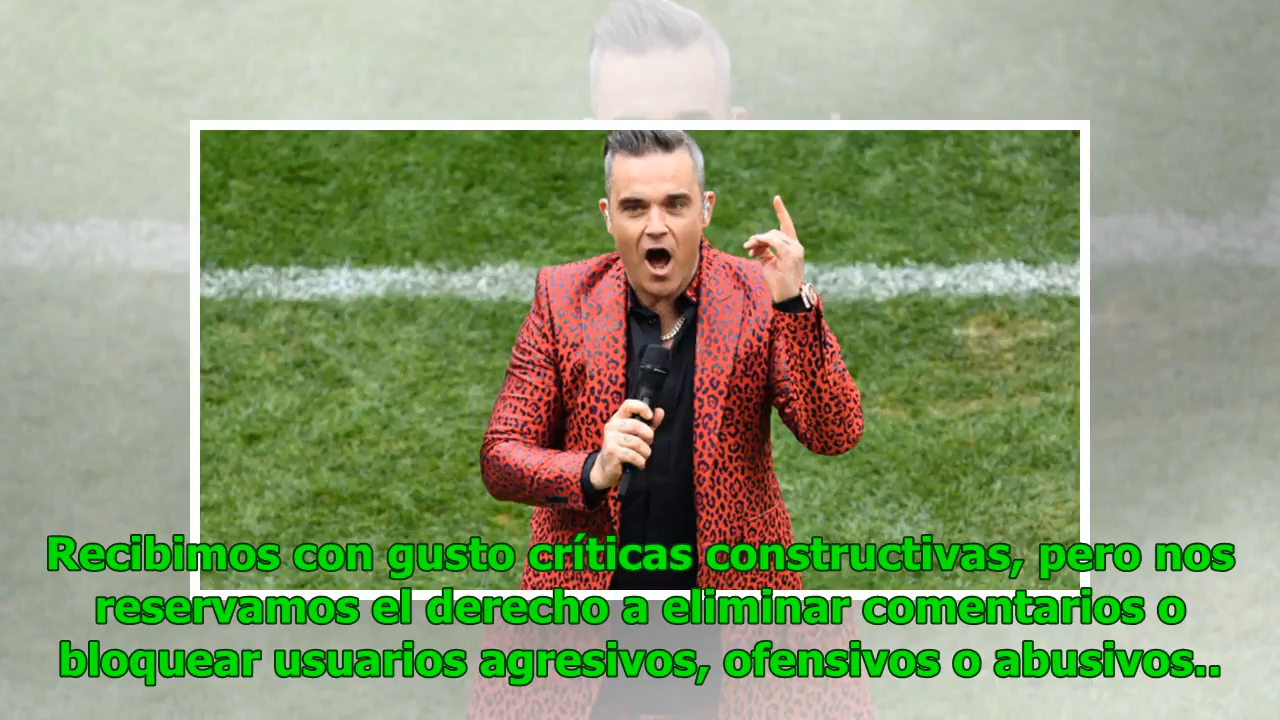 Recibimos con gusto críticas constructivas, pero nos
reservamos el derecho a eliminar comentarios o
bloquear usuarios agresivos, ofensivos o abusivos..